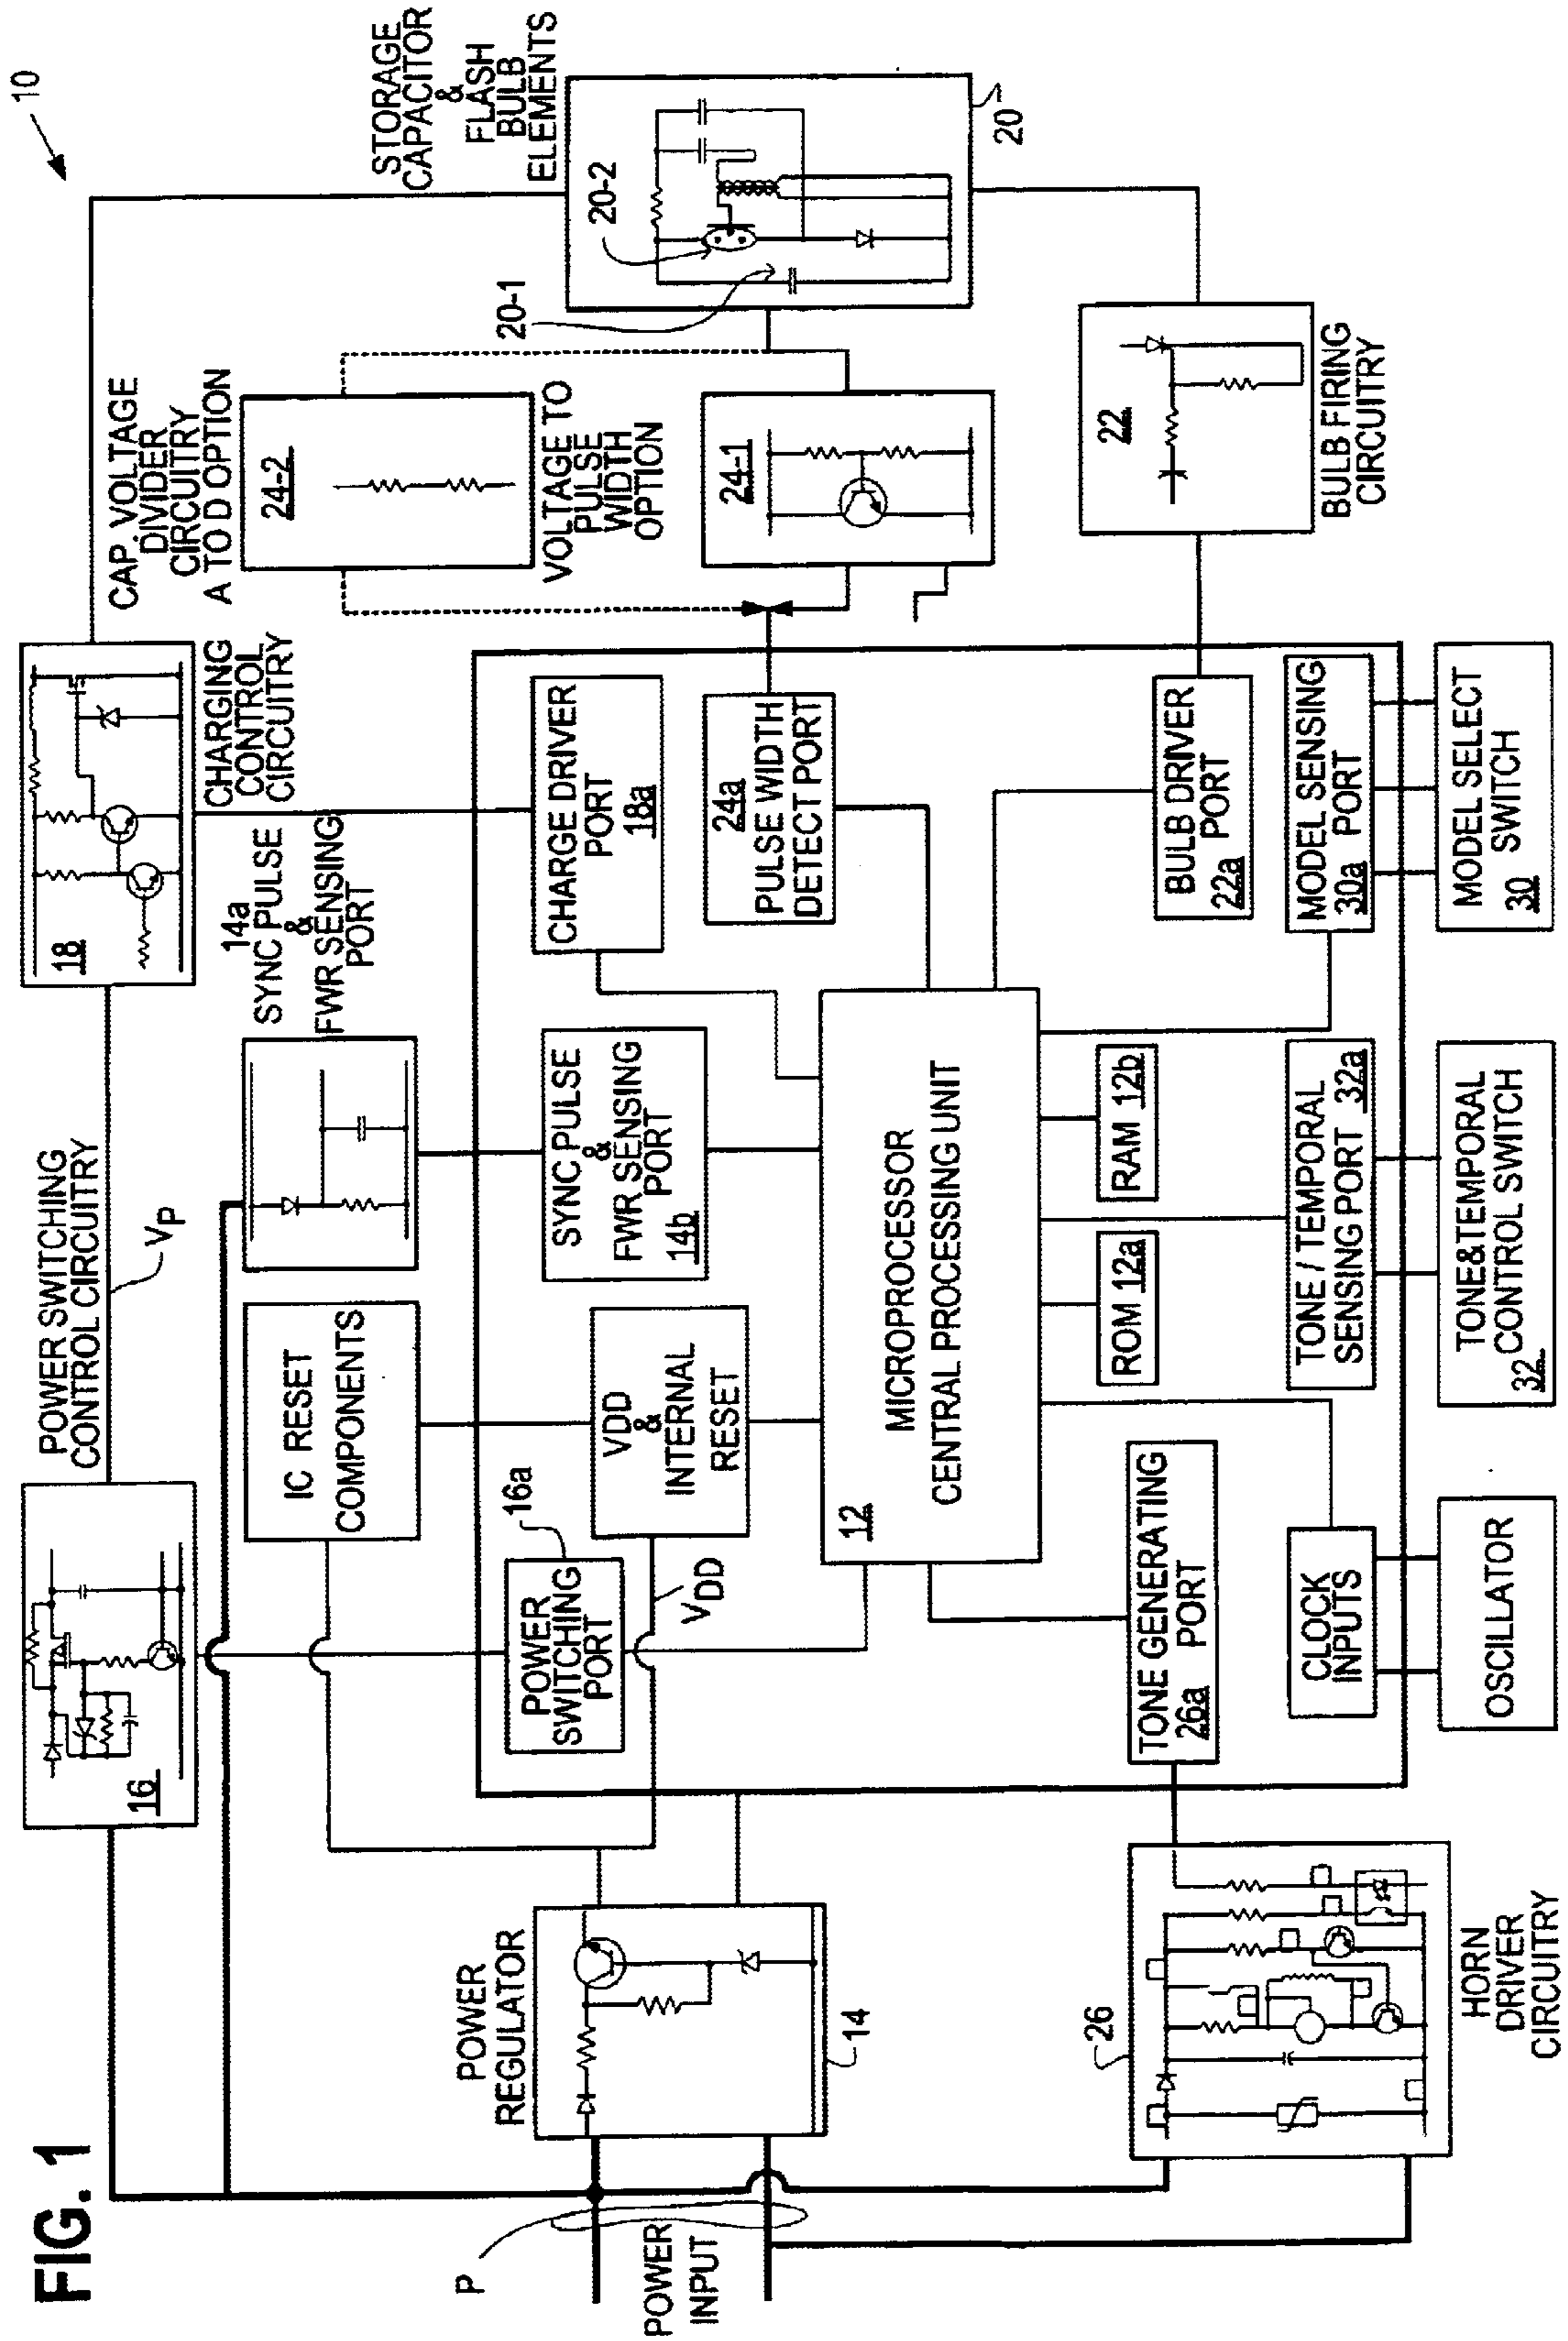 FIG. 1
10
POWER SWITCHING
CONTROL CIRCUITRY
VP
16
18
CHARGING
CONTROL
CIRCUITRY
CAP. VOLTAGE
DIVIDER
CIRCUITRY
A TO D OPTION
24-2
VOLTAGE TO
PULSE
WIDTH
OPTION
24-1
STORAGE
CAPACITOR
&
FLASH
BULB
ELEMENTS
20-2
20-1
20
14a
SYNC PULSE
&
FWR SENSING
PORT
IC RESET
COMPONENTS
16a
POWER
SWITCHING
PORT
VDD
&
INTERNAL
RESET
VDD
SYNC PULSE
&
FWR SENSING
PORT
14b
CHARGE DRIVER
PORT
18a
24a
PULSE WIDTH
DETECT PORT
POWER
REGULATOR
14
P
POWER
INPUT
12
MICROPROCESSOR
CENTRAL PROCESSING UNIT
22
BULB FIRING
CIRCUITRY
BULB DRIVER
PORT
22a
ROM 12a
RAM 12b
TONE GENERATING
PORT
26a
CLOCK
INPUTS
TONE / TEMPORAL
SENSING PORT 32a
MODEL SENSING
PORT
30a
26
HORN
DRIVER
CIRCUITRY
OSCILLATOR
TONE&TEMPORAL
CONTROL SWITCH
32
MODEL SELECT
SWITCH
30